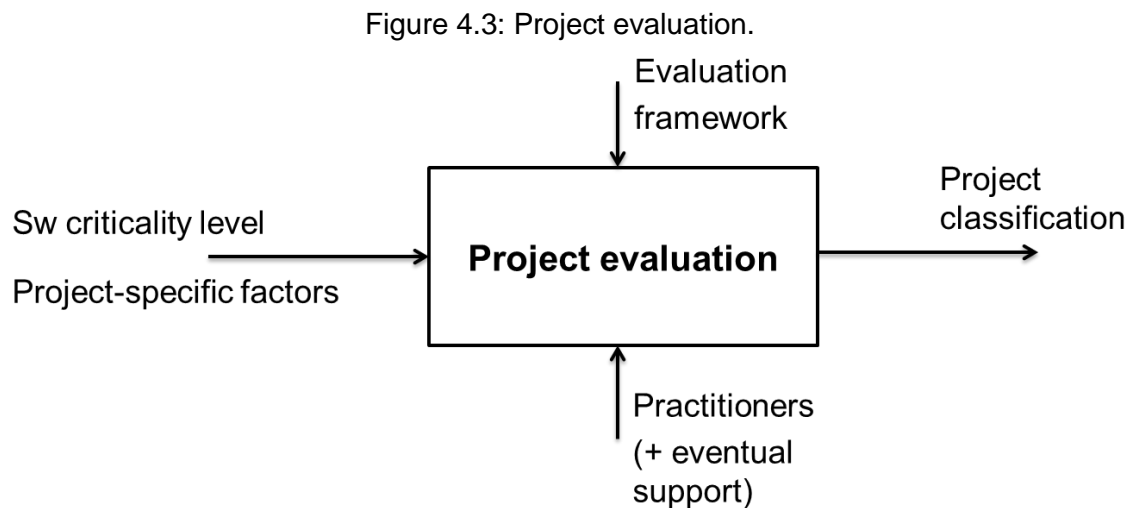 Figure 4.3: Project evaluation.
Evaluation
framework
Project
classification
Sw criticality level
Project evaluation
Project-specific factors
Practitioners
(+ eventual
support)